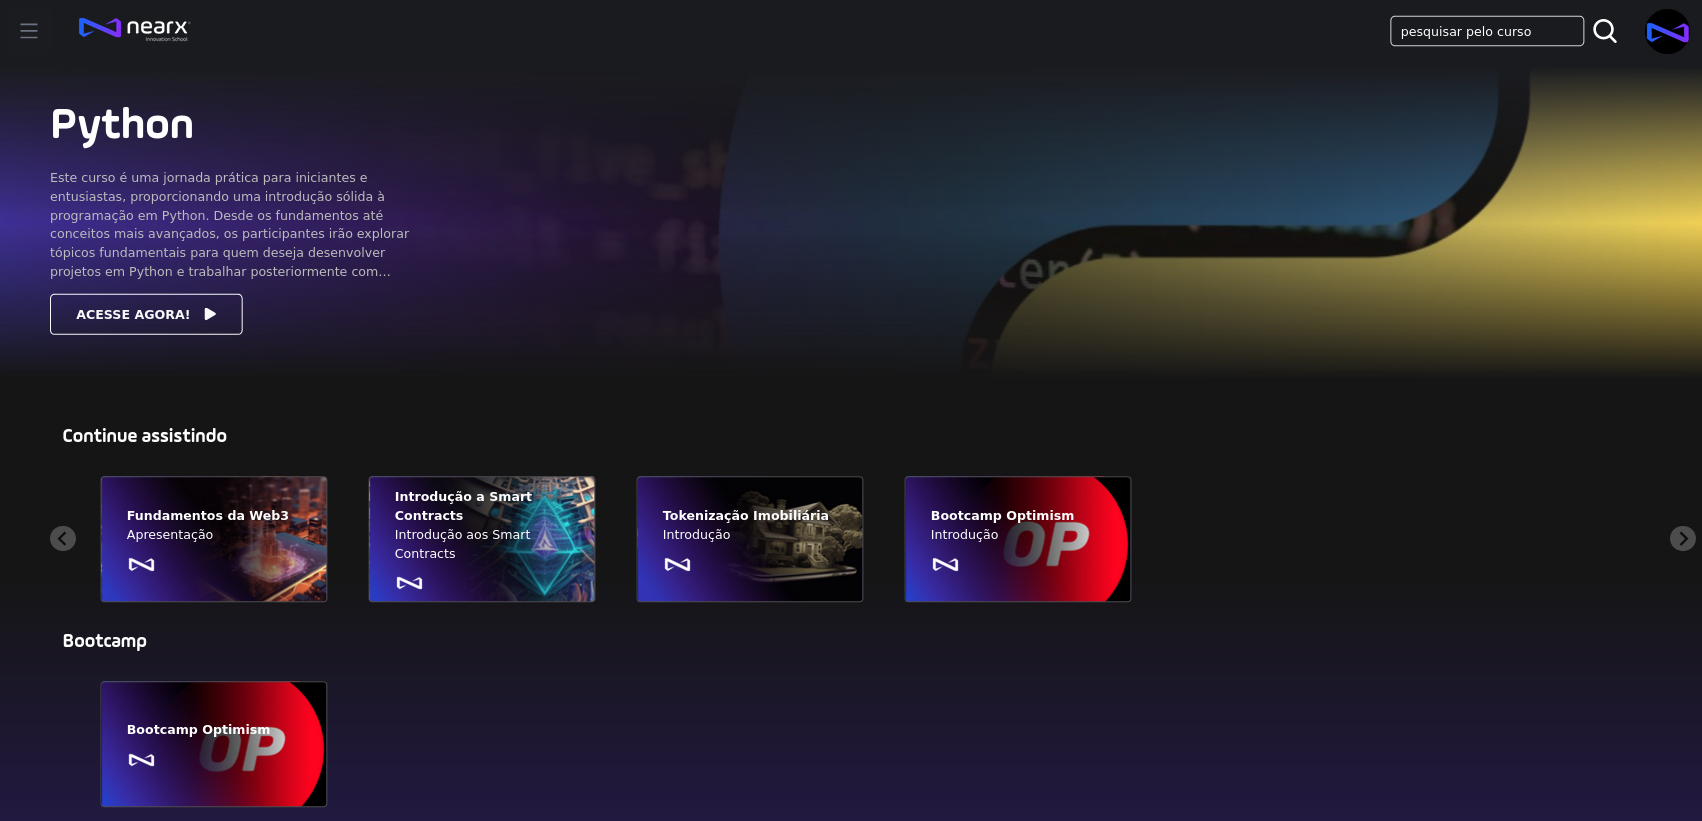 nearx
Innovation School
pesquisar pelo curso
Python
Este curso é uma jornada prática para iniciantes e
entusiastas, proporcionando uma introdução sólida à
programação em Python. Desde os fundamentos até
conceitos mais avançados, os participantes irão explorar
tópicos fundamentais para quem deseja desenvolver
projetos em Python e trabalhar posteriormente com...
ACESSE AGORA!
Continue assistindo
Fundamentos da Web3
Apresentação
Introdução a Smart
Contracts
Introdução aos Smart
Contracts
Tokenização Imobiliária
Introdução
Bootcamp Optimism
Introdução
OP
Bootcamp
Bootcamp Optimism
OP